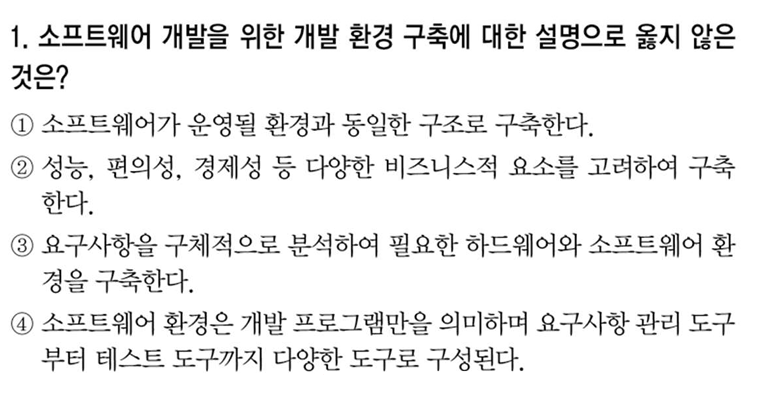 1. 소프트웨어 개발을 위한 개발 환경 구축에 대한 설명으로 옳지 않은
것은?
① 소프트웨어가 운영될 환경과 동일한 구조로 구축한다.
② 성능, 편의성, 경제성 등 다양한 비즈니스적 요소를 고려하여 구축
한다.
③ 요구사항을 구체적으로 분석하여 필요한 하드웨어와 소프트웨어 환
경을 구축한다.
④ 소프트웨어 환경은 개발 프로그램만을 의미하며 요구사항 관리 도구
부터 테스트 도구까지 다양한 도구로 구성된다.